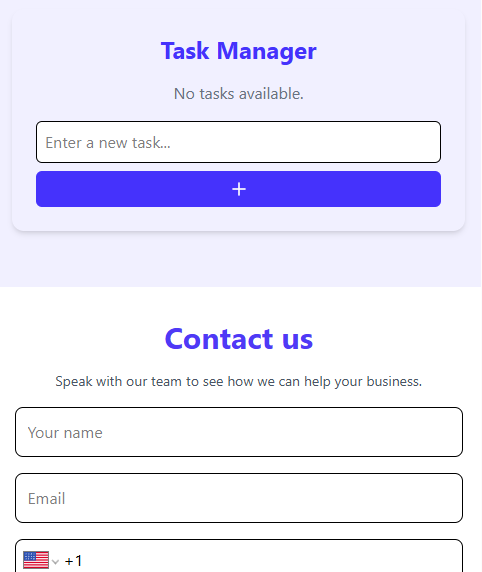 Task Manager
No tasks available.
Enter a new task...
+
Contact us
Speak with our team to see how we can help your business.
Your name
Email
+1